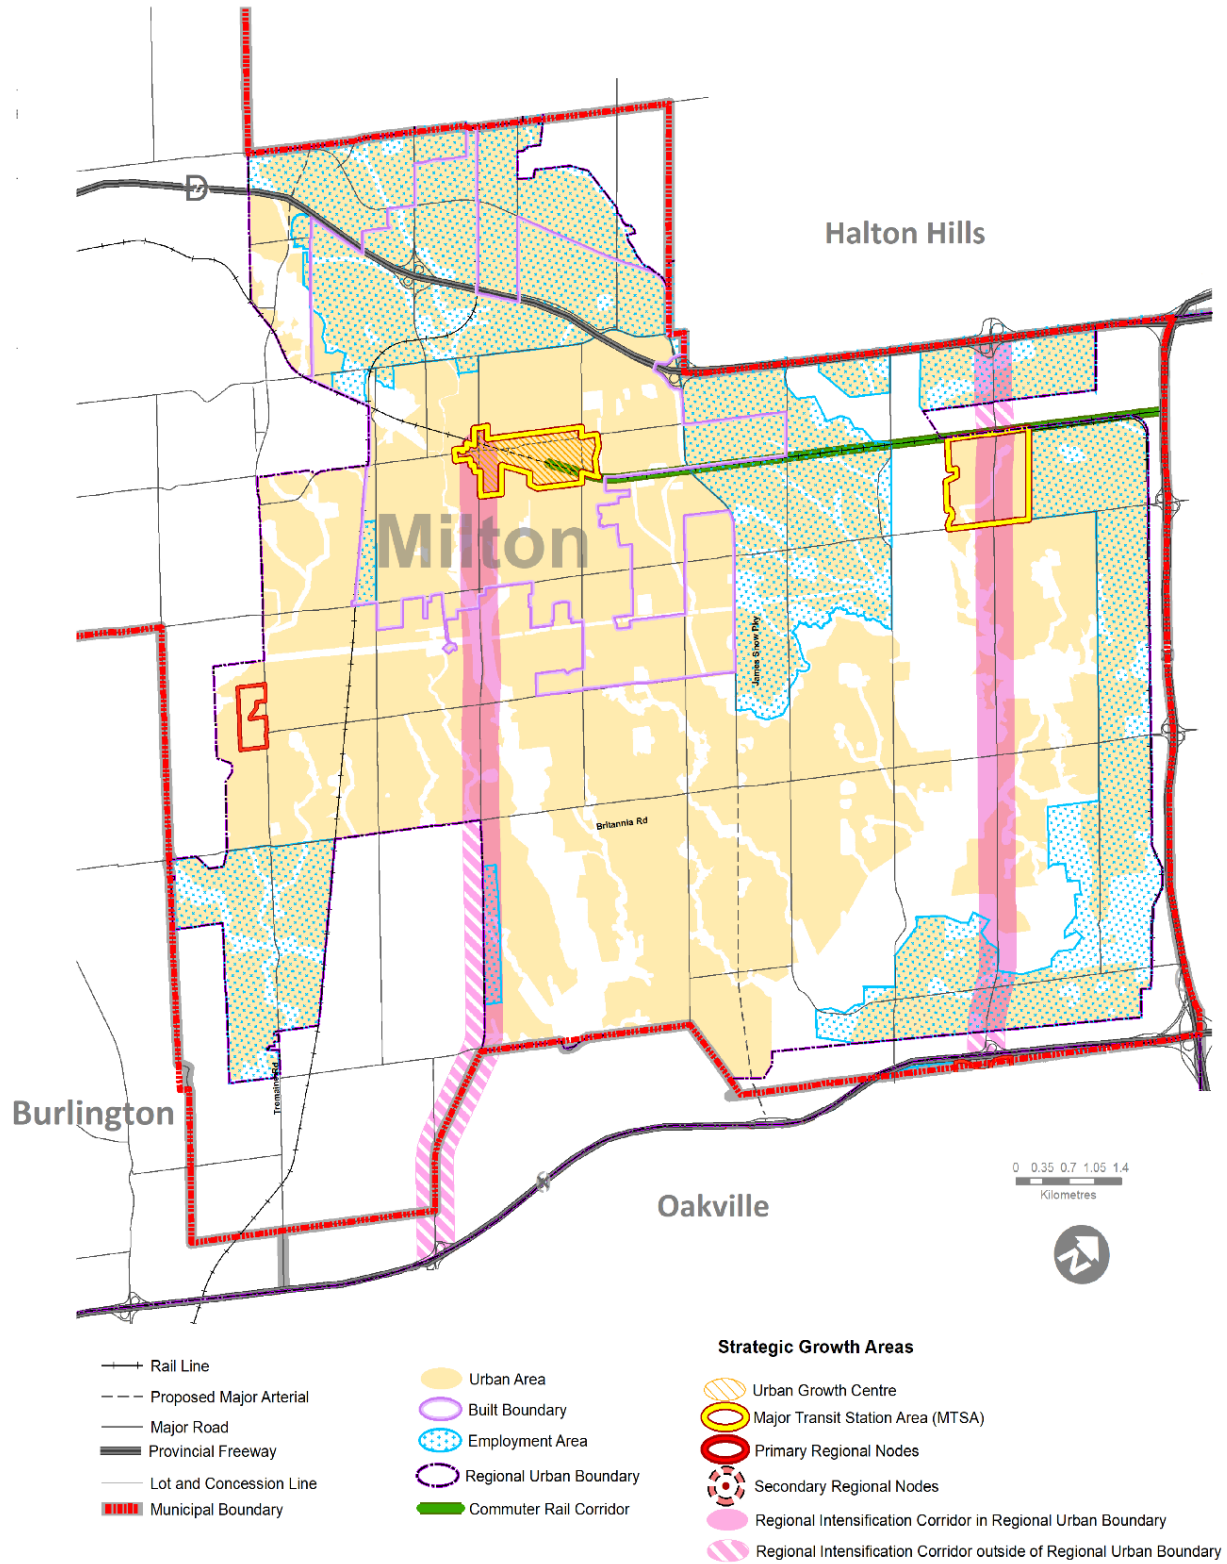 Halton Hills
Milton
James Snow Pky
Britannia Rd
Tremaine Rd
Burlington
Oakville
0 0.35 0.7 1.05 1.4
Kilometres
N
Strategic Growth Areas
Rail Line
Proposed Major Arterial
Major Road
Provincial Freeway
Lot and Concession Line
Municipal Boundary
Urban Area
Built Boundary
Employment Area
Regional Urban Boundary
Commuter Rail Corridor
Urban Growth Centre
Major Transit Station Area (MTSA)
Primary Regional Nodes
Secondary Regional Nodes
Regional Intensification Corridor in Regional Urban Boundary
Regional Intensification Corridor outside of Regional Urban Boundary